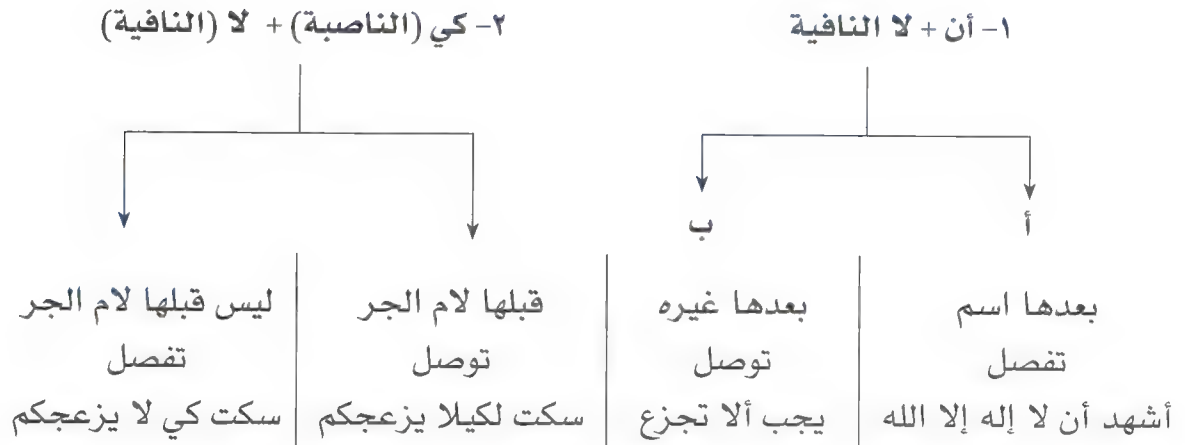 ١- أن + لا النافية
٢- كي (الناصبة) + لا (النافية)
أ
ب
بعدها اسم
تفصل
أشهد أن لا إله إلا الله
بعدها غيره
توصل
يجب ألا تجزع
قبلها لام الجر
توصل
سكت لكيلا يزعجكم
ليس قبلها لام الجر
تفصل
سكت كي لا يزعجكم